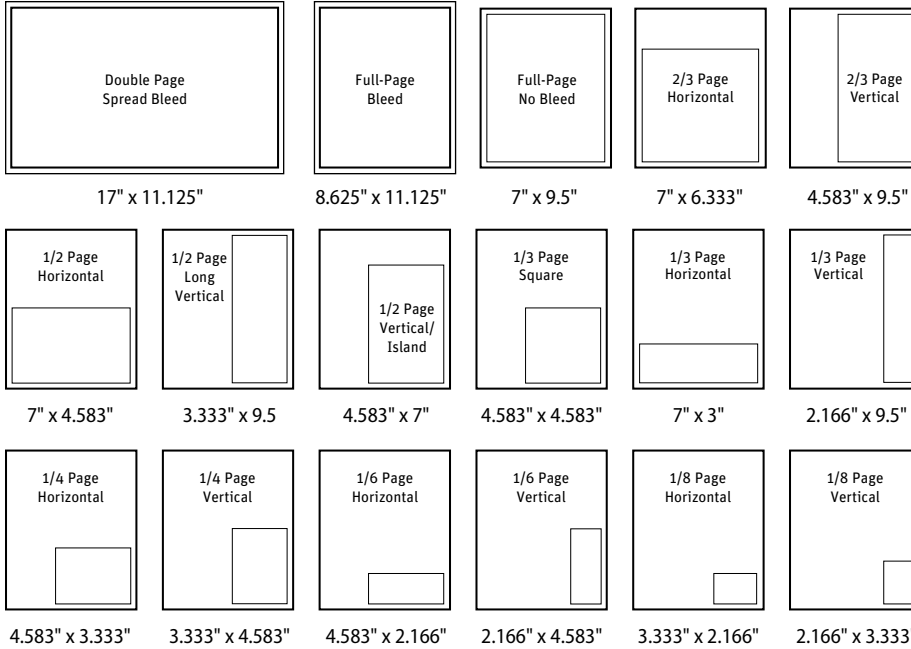 Double Page
Spread Bleed
17" x 11.125"
Full-Page
Bleed
8.625" x 11.125"
Full-Page
No Bleed
7" x 9.5"
2/3 Page
Horizontal
7" x 6.333"
2/3 Page
Vertical
4.583" x 9.5"
1/2 Page
Horizontal
7" x 4.583"
1/2 Page
Long
Vertical
3.333" x 9.5
1/2 Page
Vertical/
Island
4.583" x 7"
1/3 Page
Square
4.583" x 4.583"
1/3 Page
Horizontal
7" x 3"
1/3 Page
Vertical
2.166" x 9.5"
1/4 Page
Horizontal
4.583" x 3.333"
1/4 Page
Vertical
3.333" x 4.583"
1/6 Page
Horizontal
4.583" x 2.166"
1/6 Page
Vertical
2.166" x 4.583"
1/8 Page
Horizontal
3.333" x 2.166"
1/8 Page
Vertical
2.166" x 3.333